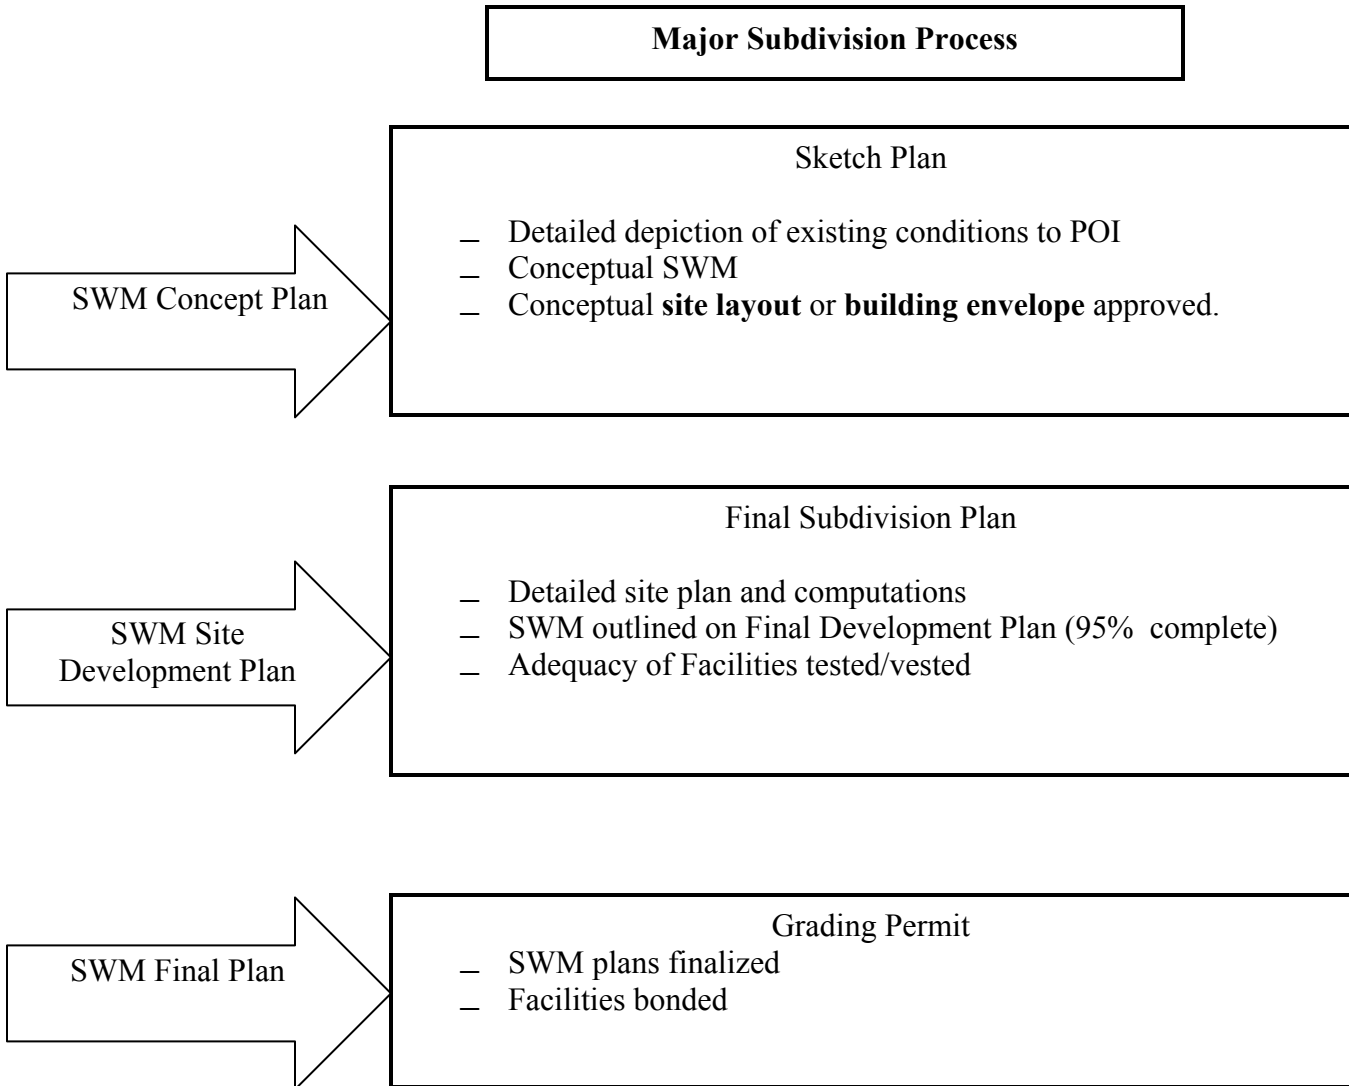 Major Subdivision Process
Sketch Plan
Detailed depiction of existing conditions to POI
Conceptual SWM
Conceptual site layout or building envelope approved.
SWM Concept Plan
Final Subdivision Plan
Detailed site plan and computations
SWM outlined on Final Development Plan (95% complete)
Adequacy of Facilities tested/vested
SWM Site
Development Plan
Grading Permit
SWM plans finalized
Facilities bonded
SWM Final Plan